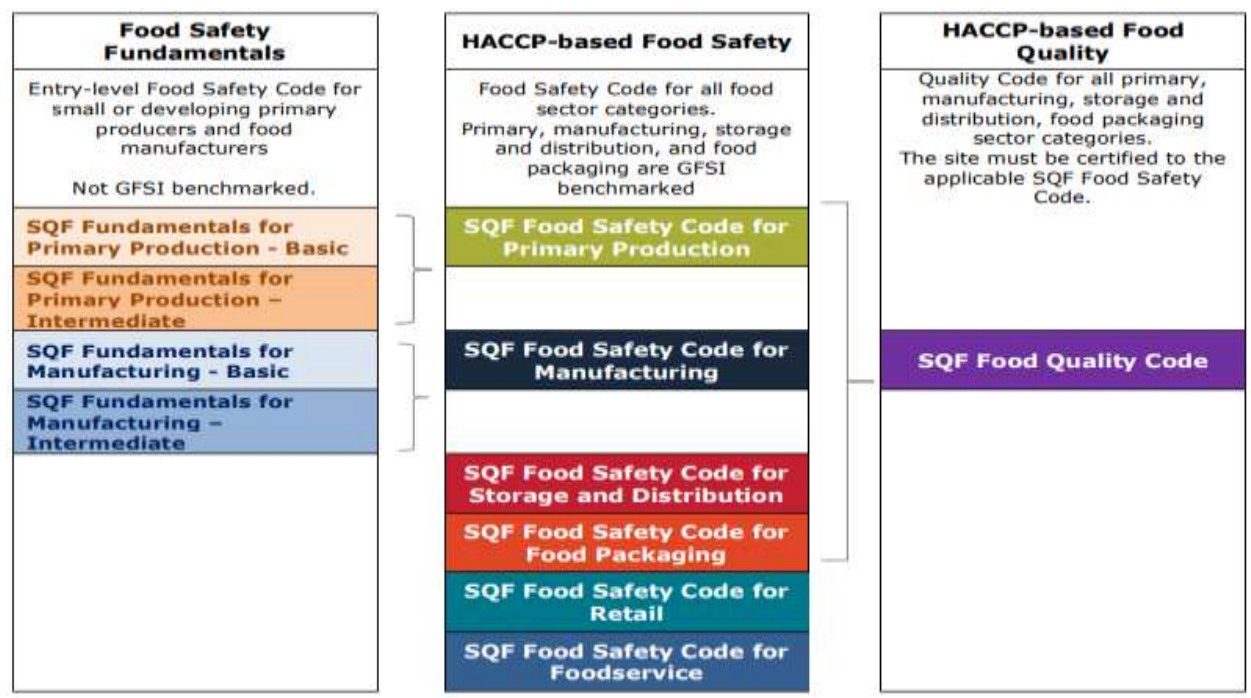 Food Safety
Fundamentals
Entry-level Food Safety Code for
small or developing primary
producers and food
manufacturers
Not GFSI benchmarked.
SQF Fundamentals for
Primary Production - Basic
SQF Fundamentals for
Primary Production –
Intermediate
SQF Fundamentals for
Manufacturing - Basic
SQF Fundamentals for
Manufacturing –
Intermediate
HACCP-based Food Safety
Food Safety Code for all food
sector categories.
Primary, manufacturing, storage
and distribution, and food
packaging are GFSI
benchmarked
SQF Food Safety Code for
Primary Production
SQF Food Safety Code for
Manufacturing
SQF Food Safety Code for
Storage and Distribution
SQF Food Safety Code for
Food Packaging
SQF Food Safety Code for
Retail
SQF Food Safety Code for
Foodservice
HACCP-based Food
Quality
Quality Code for all primary,
manufacturing, storage and
distribution, food packaging
sector categories.
The site must be certified to the
applicable SQF Food Safety
Code.
SQF Food Quality Code